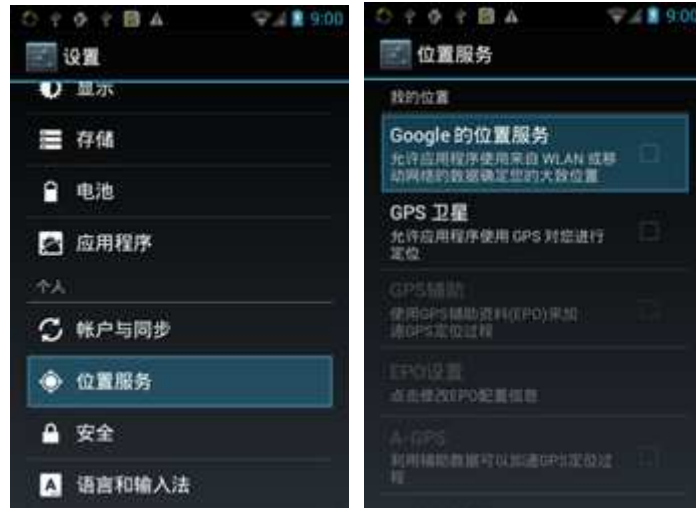 9:00
设置
显示
存储
电池
应用程序
个人
帐户与同步
位置服务
安全
语言和输入法
9:00
位置服务
我的位置
Google 的位置服务
允许应用程序使用来自 WLAN 或移
动网络的数据确定您的大致位置
GPS 卫星
允许应用程序使用 GPS 对您进行
定位
GPS辅助
使用GPS辅助资料(EPO)来加
速GPS定位过程
EPO设置
点击修改EPO配置信息
A-GPS
利用辅助数据可以加速GPS定位过
程